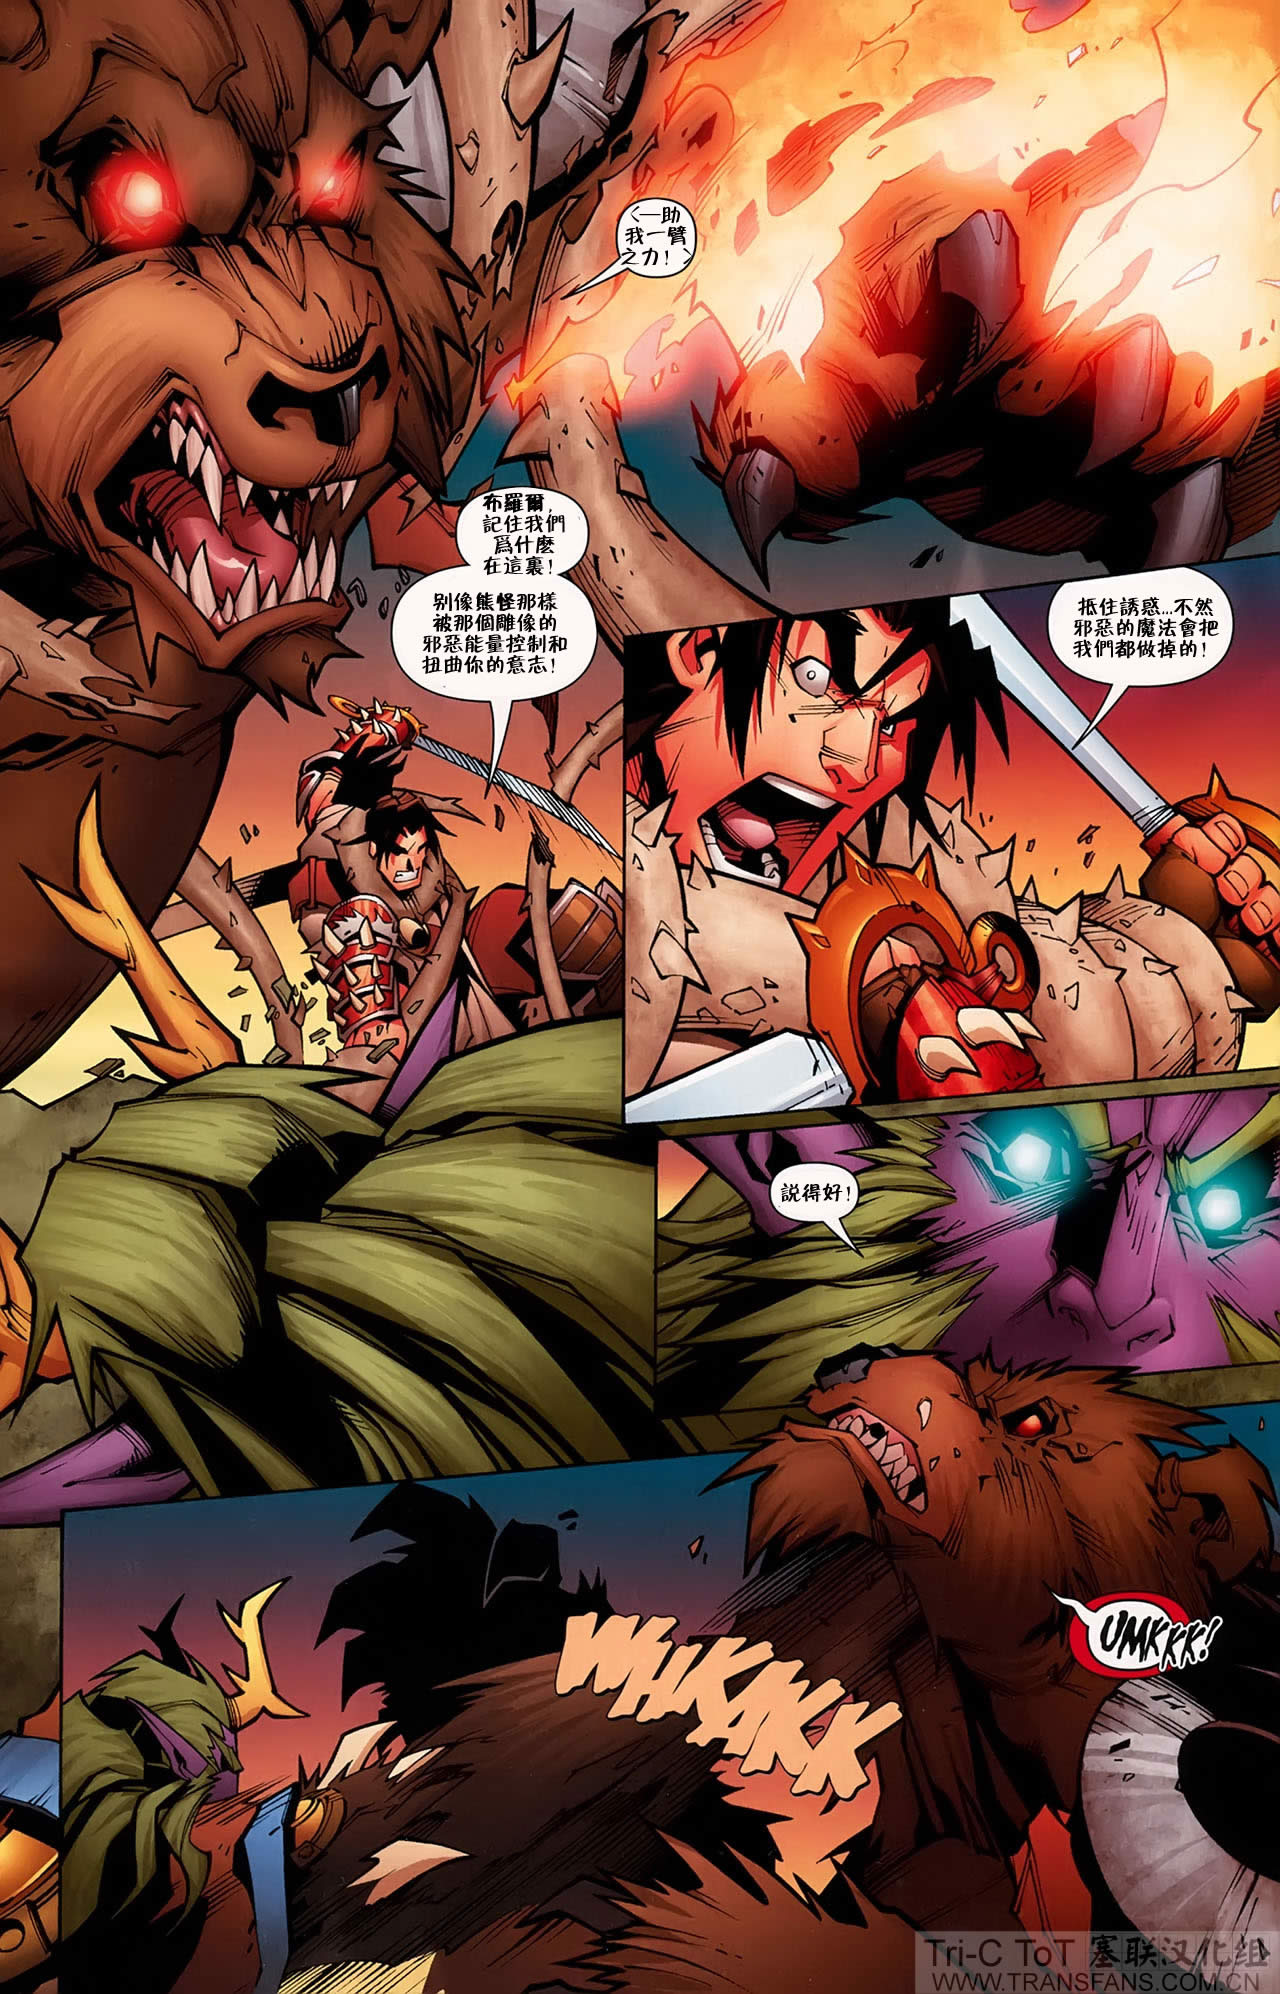 <—助
我一臂
之力！>
布羅爾，
記住我們
爲什麽
在這裏！
别像熊怪那樣
被那個雕像的
邪惡能量控制和
扭曲你的意志！
抵住誘惑...不然
邪惡的魔法會把
我們都做掉的！
説得好！
WHKAKK
UMKKK!
Tri-C ToT 塞联汉化组
WWW.TRANSFANS.COM.CN